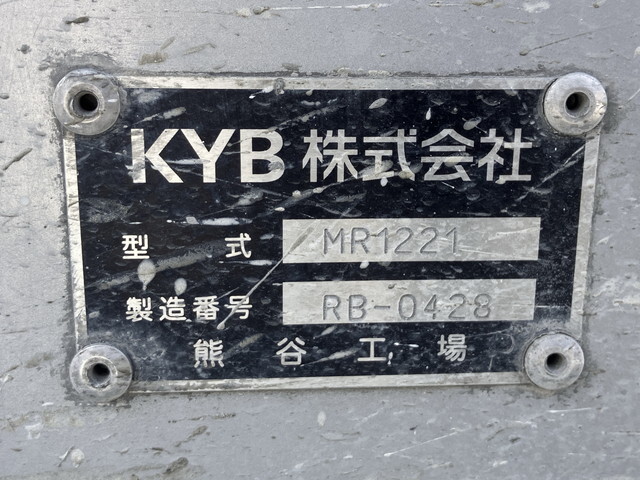 KYB 株式会社
型式 MR1221
製造番号 RB-0428
熊谷工場